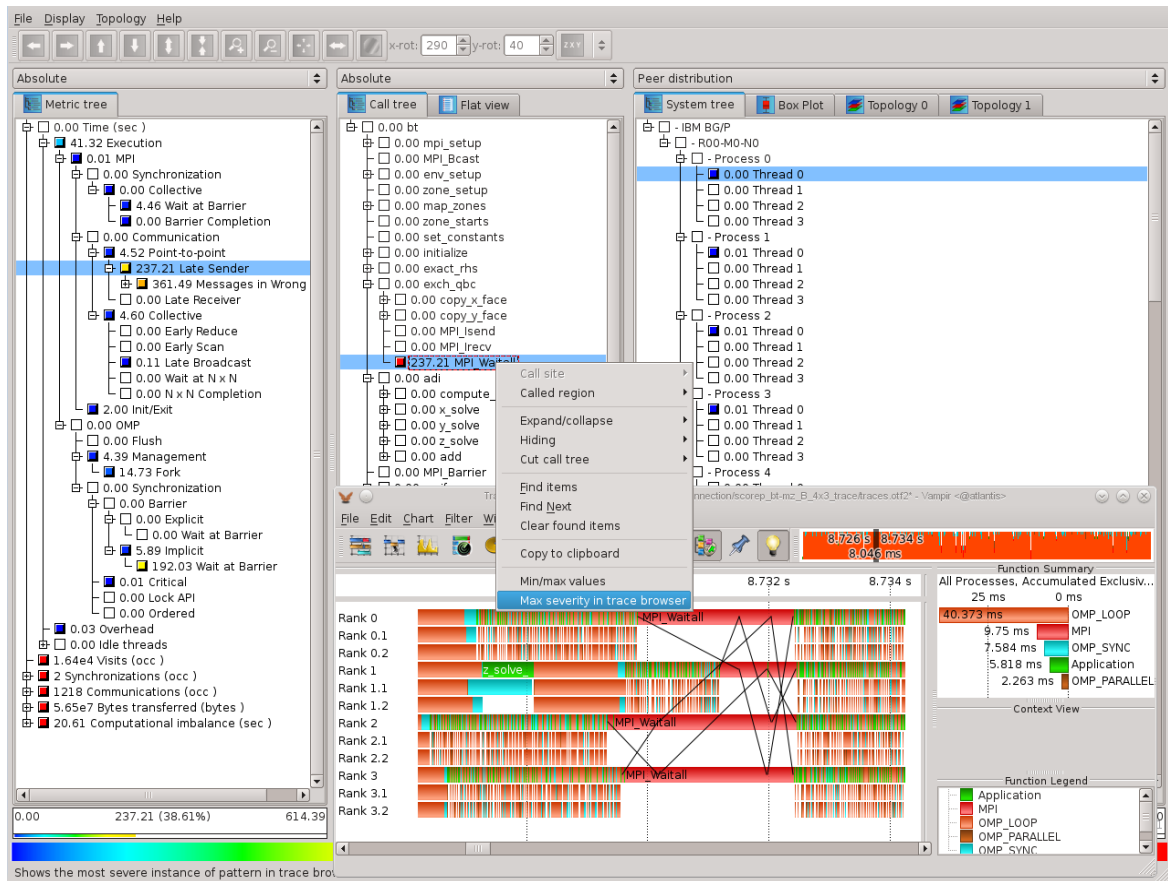 File Display Topology Help
x-rot: 290 y-rot: 40 ZXY
Absolute
Metric tree
0.00 Time (sec )
41.32 Execution
0.01 MPI
0.00 Synchronization
0.00 Collective
4.46 Wait at Barrier
0.00 Barrier Completion
0.00 Communication
4.52 Point-to-point
237.21 Late Sender
361.49 Messages in Wrong
0.00 Late Receiver
4.60 Collective
0.00 Early Reduce
0.00 Early Scan
0.11 Late Broadcast
0.00 Wait at N x N
0.00 N x N Completion
2.00 Init/Exit
0.00 OMP
0.00 Flush
4.39 Management
14.73 Fork
0.00 Synchronization
0.00 Barrier
0.00 Explicit
0.00 Wait at Barrier
5.89 Implicit
192.03 Wait at Barrier
0.01 Critical
0.00 Lock API
0.00 Ordered
0.03 Overhead
0.00 Idle threads
1.64e4 Visits (occ )
2 Synchronizations (occ )
1218 Communications (occ )
5.65e7 Bytes transferred (bytes )
20.61 Computational imbalance (sec )
0.00 237.21 (38.61%) 614.39
Shows the most severe instance of pattern in trace bro
Absolute
Call tree Flat view
0.00 bt
0.00 mpi_setup
0.00 MPI_Bcast
0.00 env_setup
0.00 zone_setup
0.00 map_zones
0.00 zone_starts
0.00 set_constants
0.00 initialize
0.00 exact_rhs
0.00 exch_qbc
0.00 copy_x_face
0.00 copy_y_face
0.00 MPI_Isend
0.00 MPI_Irecv
237.21 MPI_Waitall
0.00 adi
0.00 compute_
0.00 x_solve
0.00 y_solve
0.00 z_solve
0.00 add
0.00 MPI_Barrier
Call site
Called region
Expand/collapse
Hiding
Cut call tree
Find items
Find Next
Clear found items
Copy to clipboard
Min/max values
Max severity in trace browser
Peer distribution
System tree Box Plot Topology 0 Topology 1
- IBM BG/P
- R00-M0-N0
- Process 0
0.00 Thread 0
0.00 Thread 1
0.00 Thread 2
0.00 Thread 3
- Process 1
0.01 Thread 0
0.00 Thread 1
0.00 Thread 2
0.00 Thread 3
- Process 2
0.01 Thread 0
0.00 Thread 1
0.00 Thread 2
0.00 Thread 3
- Process 3
0.01 Thread 0
0.00 Thread 1
0.00 Thread 2
0.00 Thread 3
- Process 4
nnection/scorep_bt-mz_B_4x3_trace/traces.otf2* - Vampir <@atlantis>
File Edit Chart Filter
8.726 s 8.734 s
8.046 ms
8.732 s 8.734 s
Rank 0 MPI_Waitall
Rank 0.1
Rank 0.2
Rank 1 z_solve_
Rank 1.1
Rank 1.2
Rank 2 MPI_Waitall
Rank 2.1
Rank 2.2
Rank 3 MPI_Waitall
Rank 3.1
Rank 3.2
Function Summary
All Processes, Accumulated Exclusiv...
25 ms 0 ms
40.373 ms OMP_LOOP
9.75 ms MPI
7.584 ms OMP_SYNC
5.818 ms Application
2.263 ms OMP_PARALLEL
Context View
Function Legend
Application
MPI
OMP_LOOP
OMP_PARALLEL
OMP_SYNC